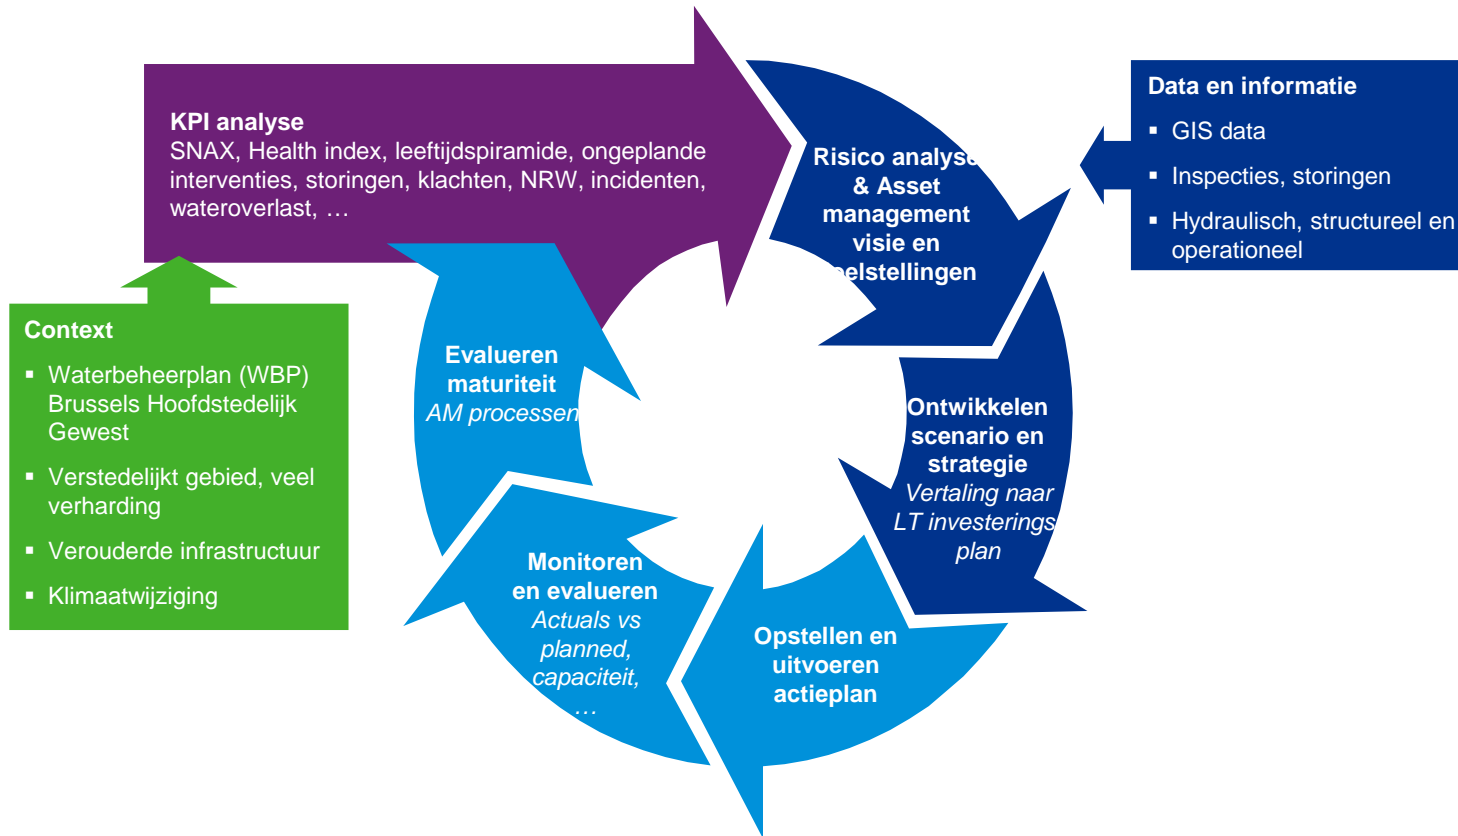 KPI analyse
SNAX, Health index, leeftijdspiramide, ongeplande
interventies, storingen, klachten, NRW, incidenten,
wateroverlast, …
Data en informatie
▪ GIS data
▪ Inspecties, storingen
▪ Hydraulisch, structureel en
operationeel
Risico analyse
& Asset
management
visie en
doelstellingen
Context
▪ Waterbeheerplan (WBP)
Brussels Hoofdstedelijk
Gewest
▪ Verstedelijkt gebied, veel
verharding
▪ Verouderde infrastructuur
▪ Klimaatwijziging
Evalueren
maturiteit
AM processen
Ontwikkelen
scenario en
strategie
Vertaling naar
LT investerings
plan
Monitoren
en evalueren
Actuals vs
planned,
capaciteit,
…
Opstellen en
uitvoeren
actieplan